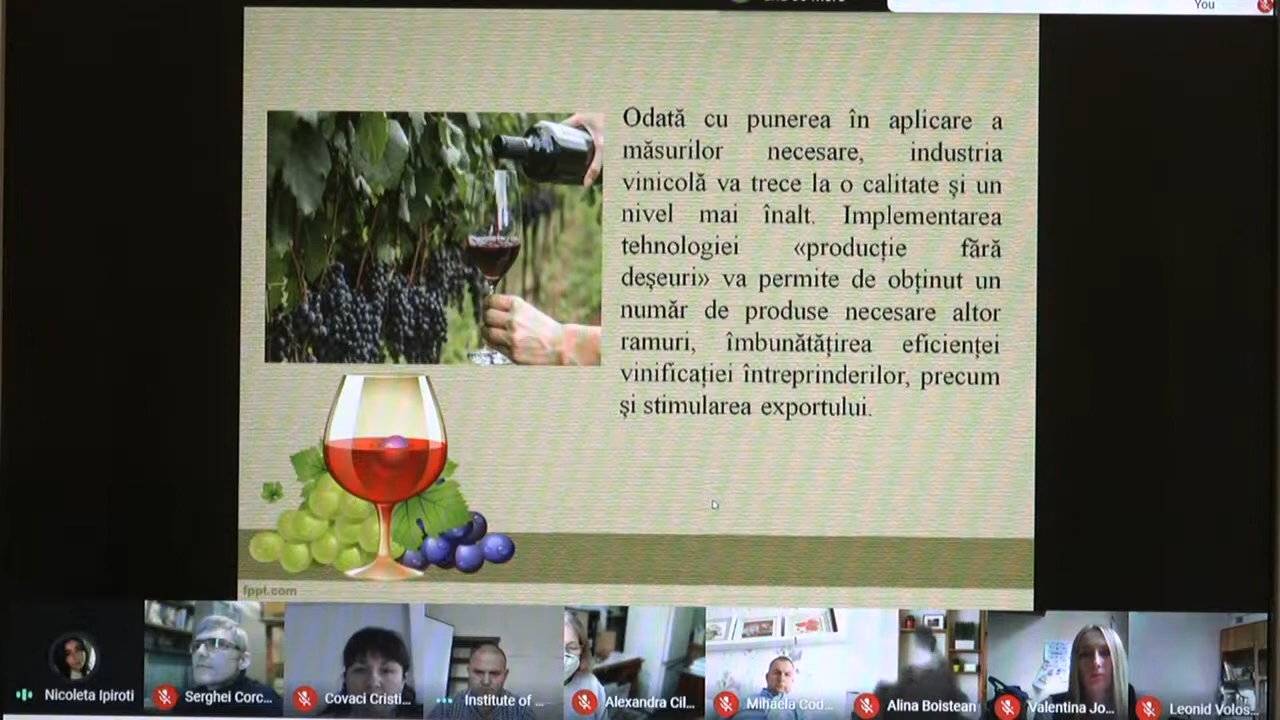 You
Odată cu punerea în aplicare a
măsurilor necesare, industria
vinicolă va trece la o calitate și un
nivel mai înalt. Implementarea
tehnologiei «producție fără
deșeuri» va permite de obținut un
număr de produse necesare altor
ramuri, îmbunătățirea eficienței
vinificației întreprinderilor, precum
și stimularea exportului.
fppt.com
Nicoleta Ipiroti
Serghei Corc...
Covaci Cristi...
Institute of ...
Alexandra Cil...
Mihaela Cod...
Alina Boistean
Valentina Jo...
Leonid Volos...